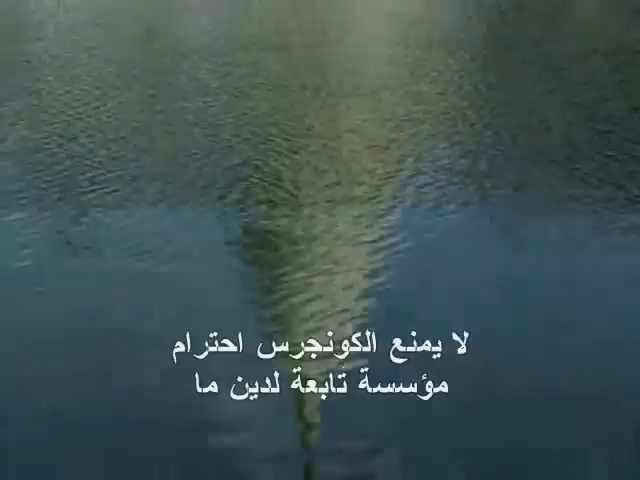 لا يمنع الكونجرس احترام
مؤسسة تابعة لدين ما